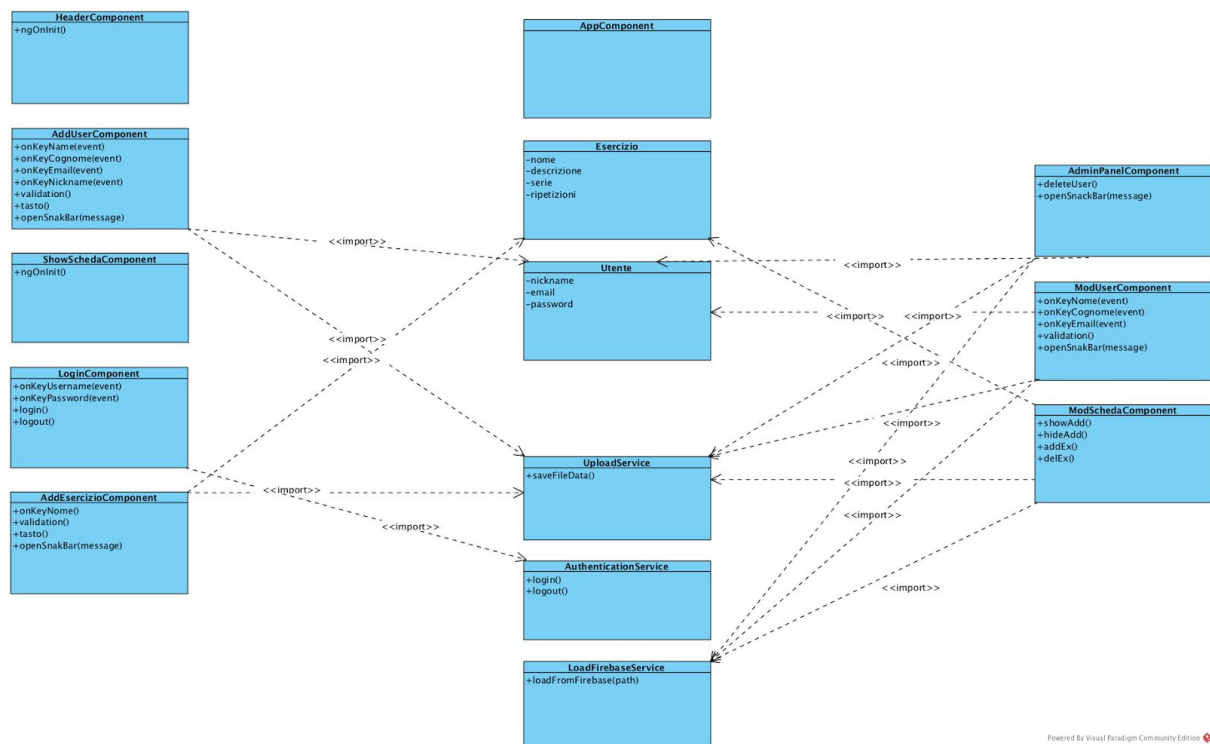 HeaderComponent
+ngOnInit()
AddUserComponent
+onKeyName(event)
+onKeyCognome(event)
+onKeyEmail(event)
+onKeyNickname(event)
+validation()
+tasto()
+openSnakBar(message)
ShowSchedaComponent
+ngOnInit()
LoginComponent
+onKeyUsername(event)
+onKeyPassword(event)
+login()
+logout()
AddEsercizioComponent
+onKeyNome()
+validation()
+tasto()
+openSnakBar(message)
AppComponent
Esercizio
-nome
-descrizione
-serie
-ripetizioni
Utente
-nickname
-email
-password
UploadService
+saveFileData()
AuthenticationService
+login()
+logout()
LoadFirebaseService
+loadFromFirebase(path)
AdminPanelComponent
+deleteUser()
+openSnackBar(message)
ModUserComponent
+onKeyNome(event)
+onKeyCognome(event)
+onKeyEmail(event)
+validation()
+openSnakBar(message)
ModSchedaComponent
+showAdd()
+hideAdd()
+addEx()
+delEx()
<<import>>
<<import>>
<<import>>
<<import>>
<<import>>
<<import>>
<<import>>
<<import>>
<<import>>
<<import>>
<<import>>
<<import>>
<<import>>
<<import>>
Powered By Visual Paradigm Community Edition